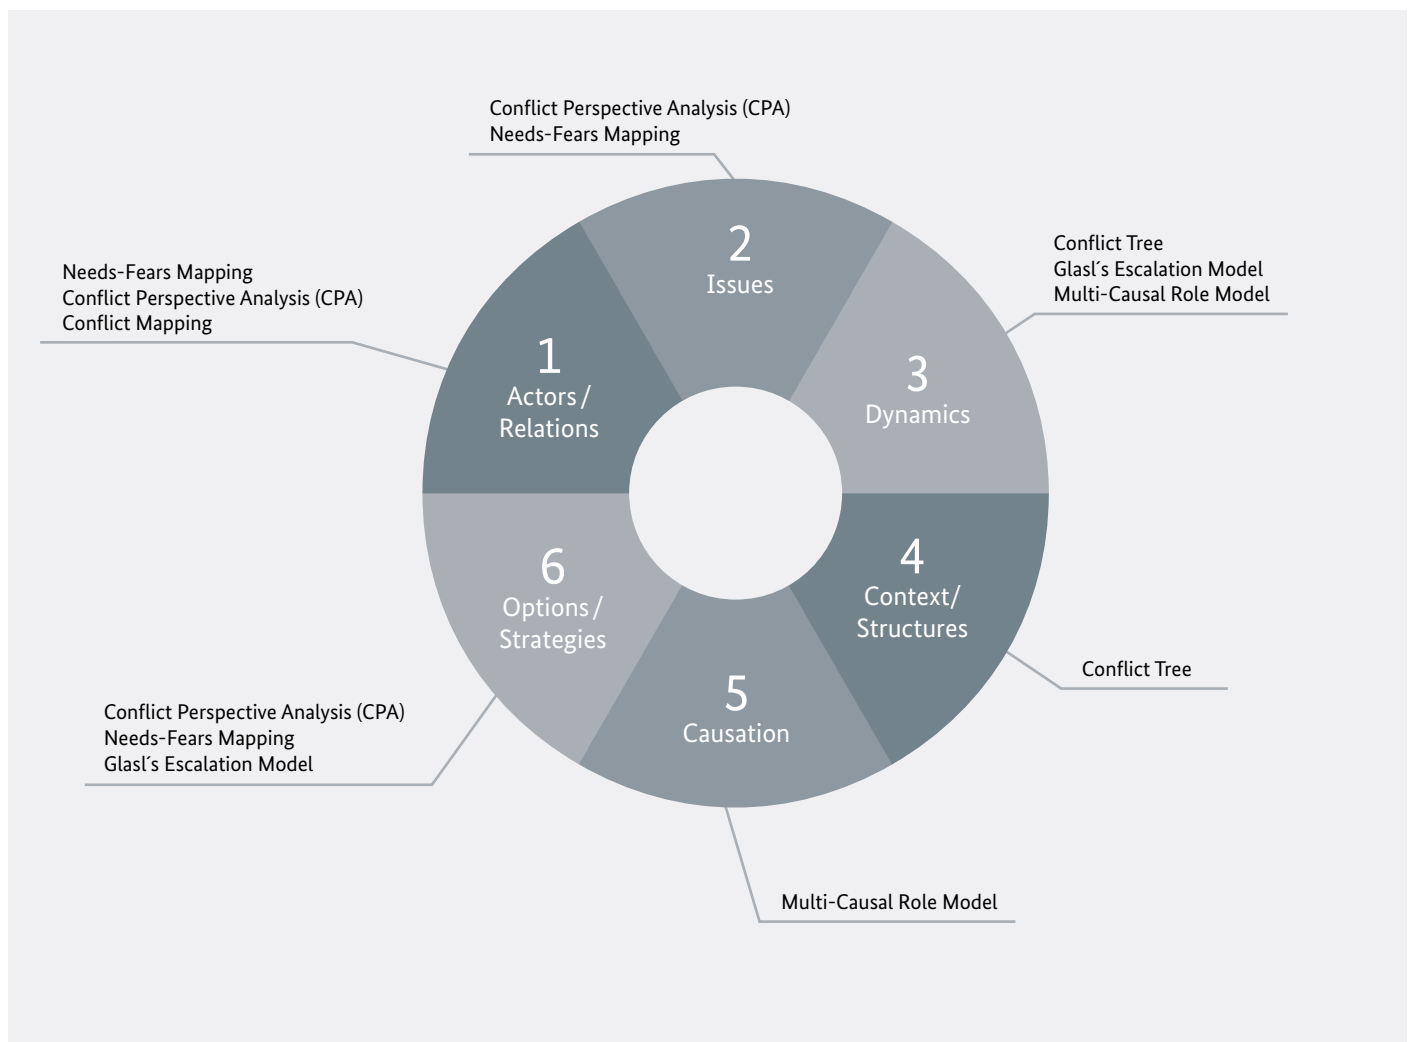 Conflict Perspective Analysis (CPA)
Needs-Fears Mapping
2
Issues
Conflict Tree
Glasl´s Escalation Model
Multi-Causal Role Model
3
Dynamics
Needs-Fears Mapping
Conflict Perspective Analysis (CPA)
Conflict Mapping
1
Actors /
Relations
4
Context/
Structures
Conflict Tree
6
Options /
Strategies
Conflict Perspective Analysis (CPA)
Needs-Fears Mapping
Glasl´s Escalation Model
5
Causation
Multi-Causal Role Model